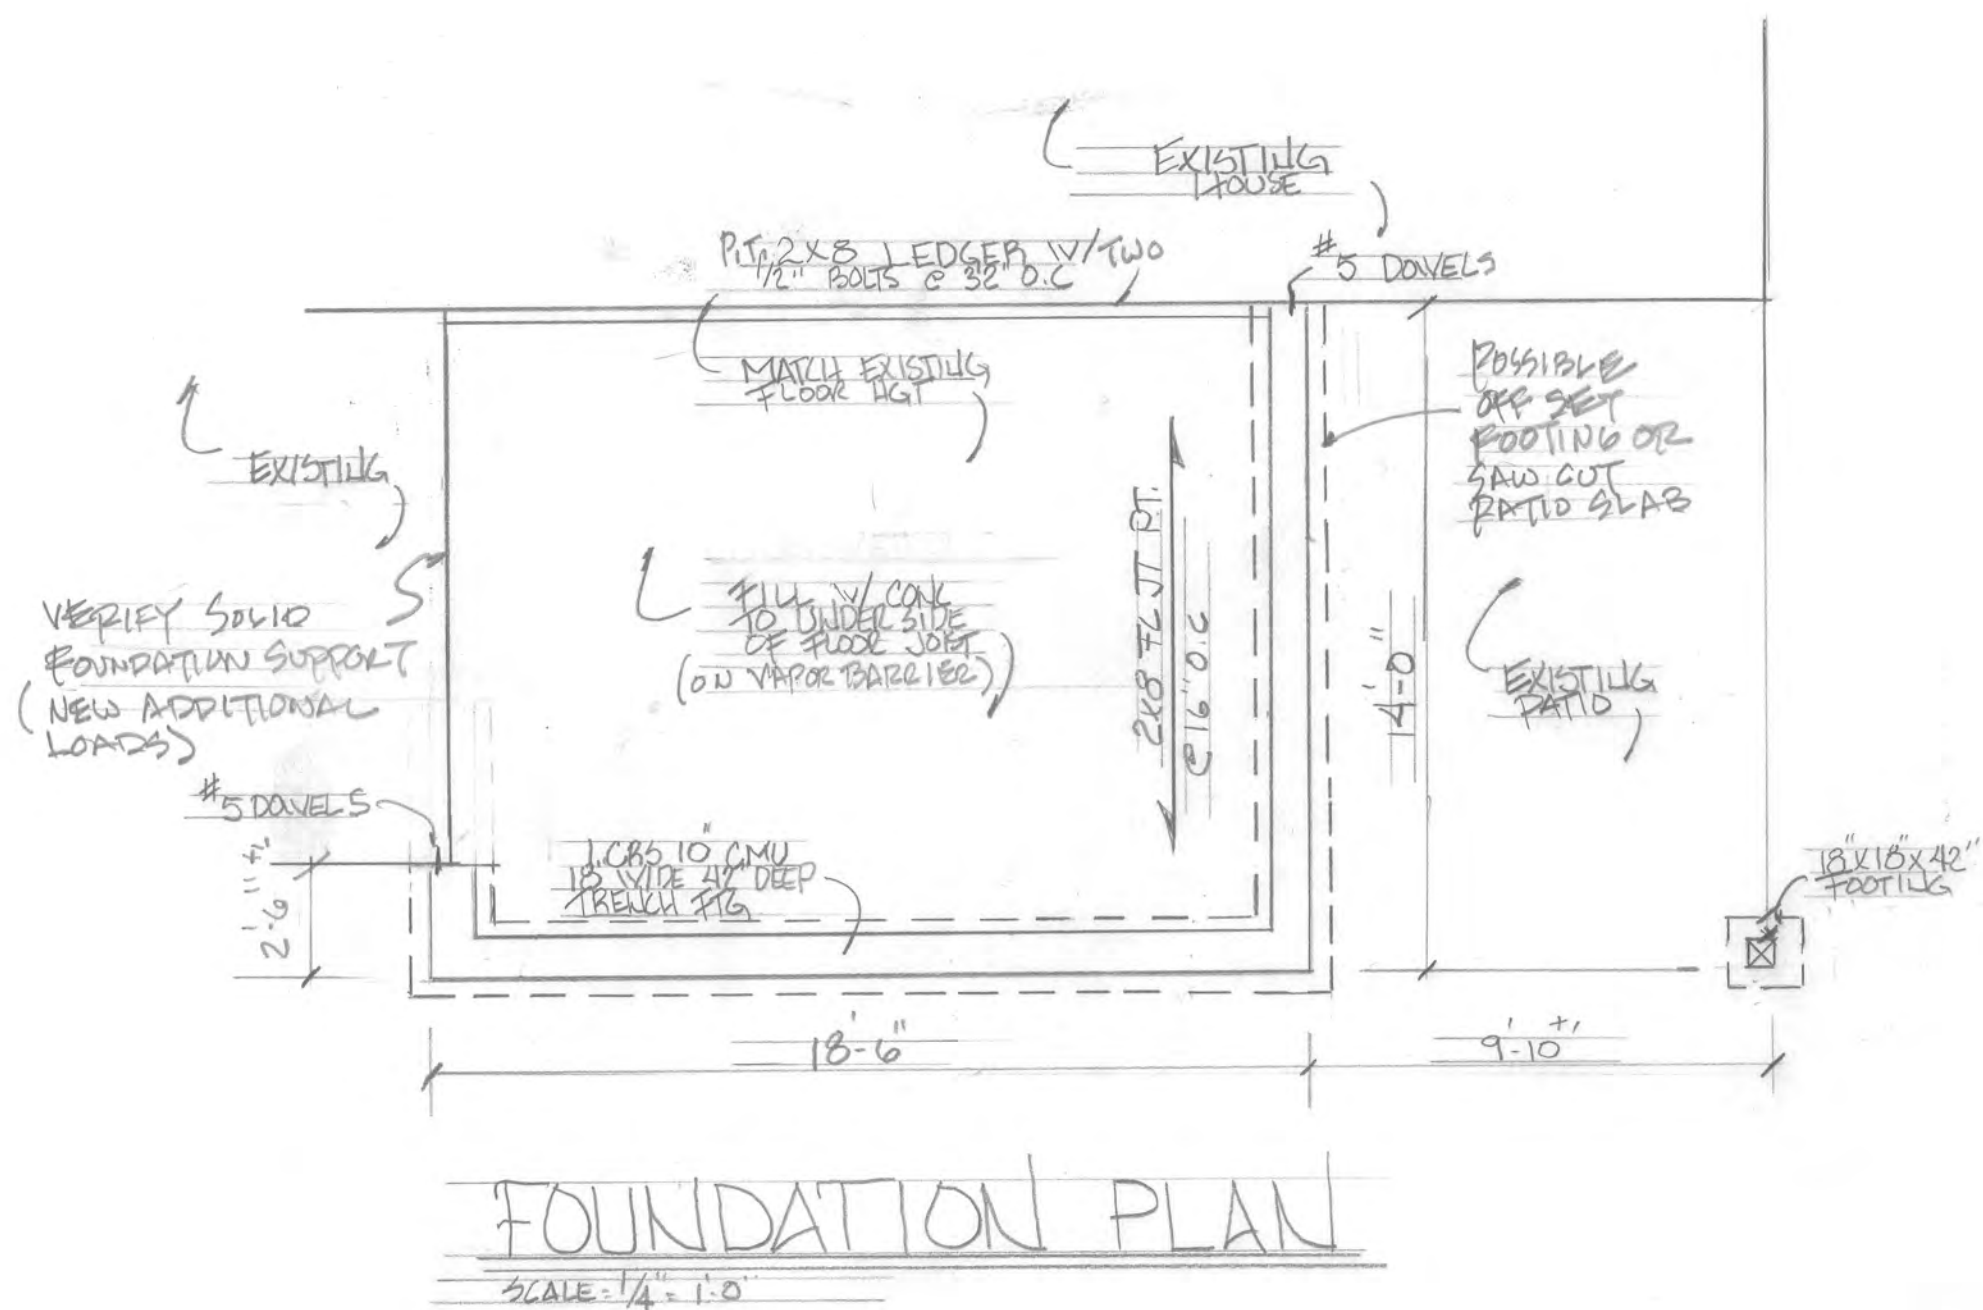 EXISTING
HOUSE
P.T. 2X8 LEDGER W/TWO
1/2" BOLTS @ 32" O.C
#5 DOWELS
MATCH EXISTING
FLOOR HGT
POSSIBLE
OFF SET
FOOTING OR
SAW CUT
PATIO SLAB
EXISTING
VERIFY SOLID
FOUNDATION SUPPORT
(NEW ADDITIONAL
LOADS)
FILL W/ CONC
TO UNDER SIDE
OF FLOOR JOIST
(ON VAPOR BARRIER)
2X8 FL JT P.T.
@ 16" O.C
14'-0"
EXISTING
PATIO
#5 DOWELS
1 CRS 10" CMU
18" WIDE 42" DEEP
TRENCH FTG
2'-6" +/-
18"X18"X42"
FOOTING
18'-6"
9'-10" +/-
FOUNDATION PLAN
SCALE = 1/4" = 1'-0"